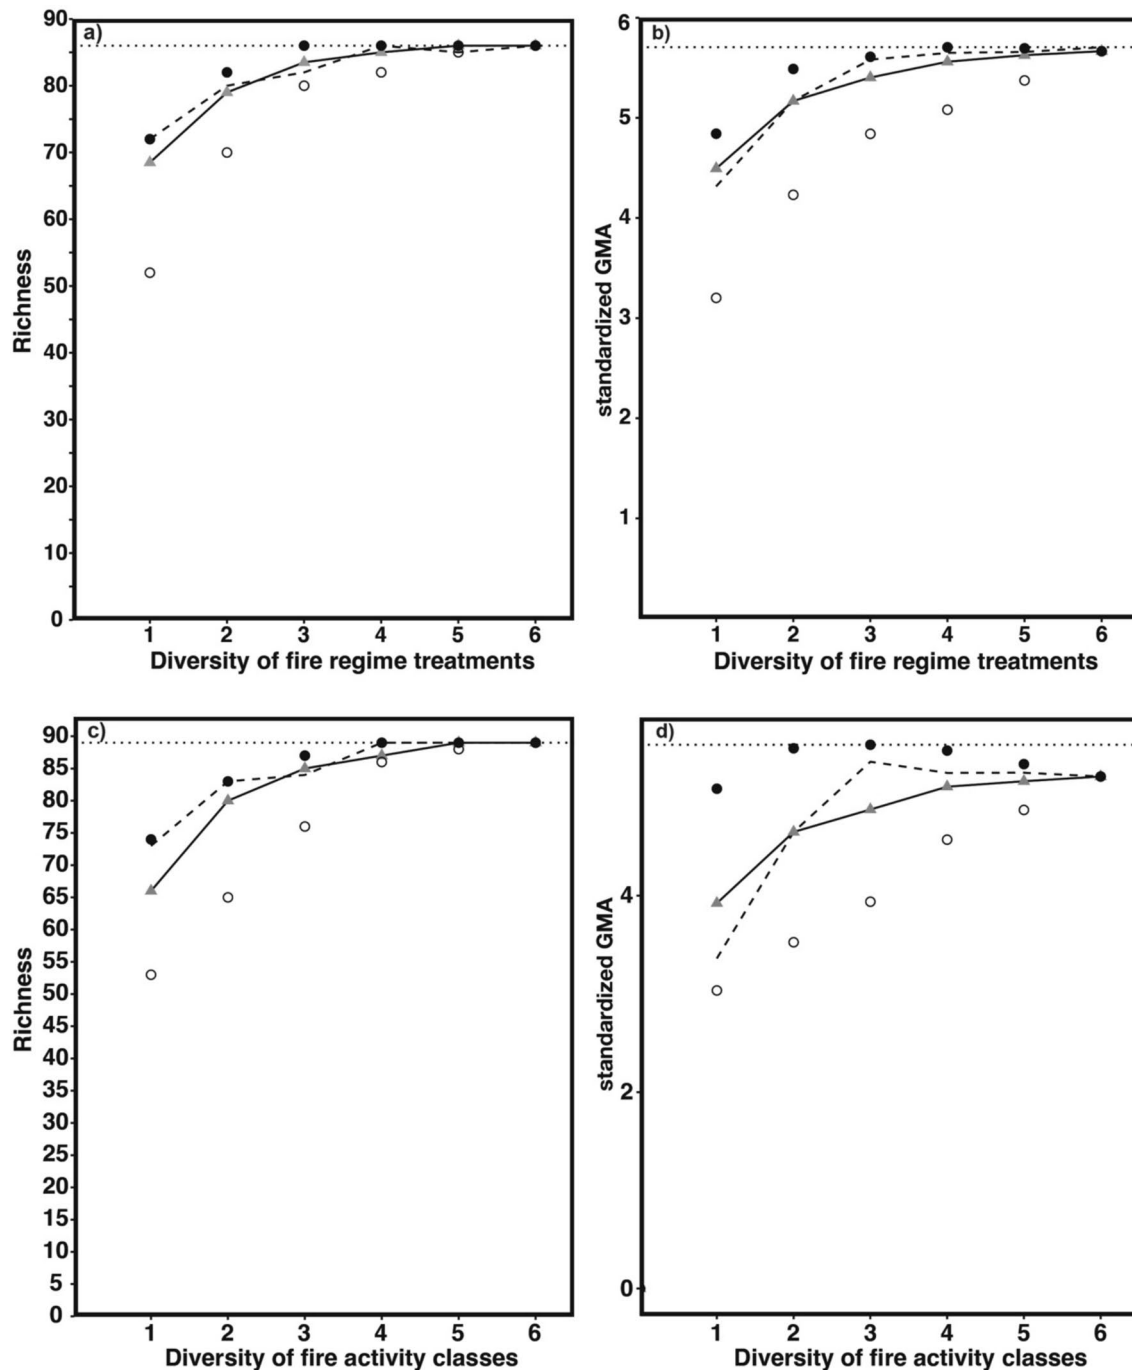 a)
90
80
70
60
50
40
30
20
10
0
Richness
1 2 3 4 5 6
Diversity of fire regime treatments
b)
6
5
4
3
2
1
standardized GMA
1 2 3 4 5 6
Diversity of fire regime treatments
c)
90
85
80
75
70
65
60
55
50
45
40
35
30
25
20
15
10
5
0
Richness
1 2 3 4 5 6
Diversity of fire activity classes
d)
4
2
0
standardized GMA
1 2 3 4 5 6
Diversity of fire activity classes